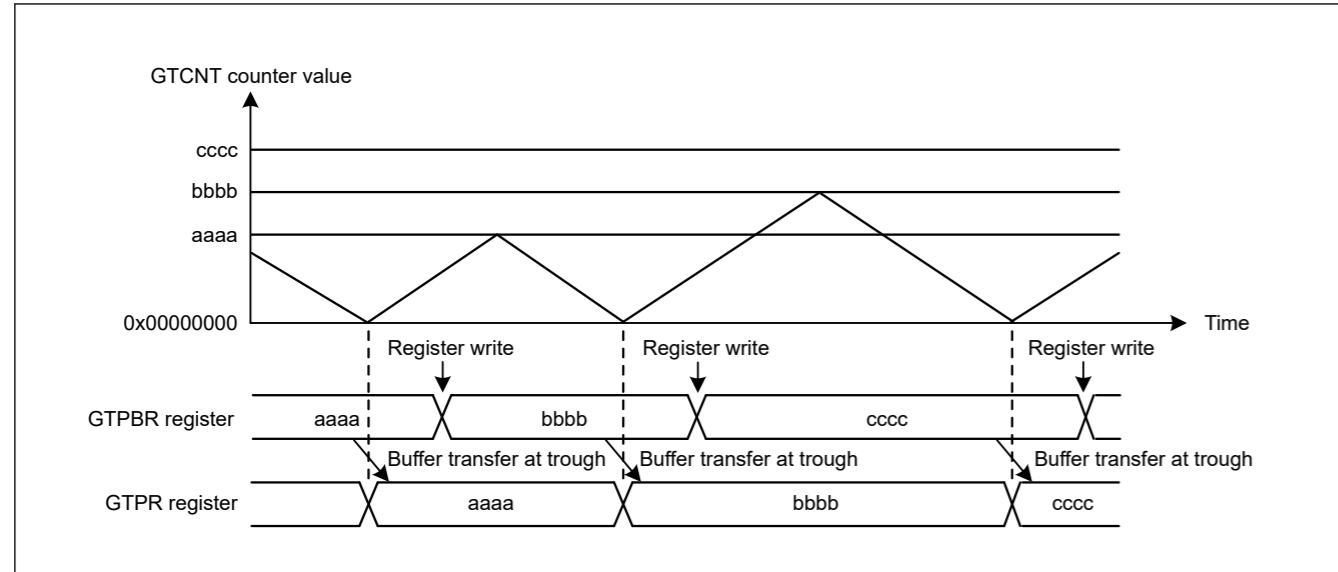 GTCNT counter value
cccc
bbbb
aaaa
0x00000000
Time
Register write Register write Register write
GTPBR register aaaa bbbb cccc
Buffer transfer at trough Buffer transfer at trough Buffer transfer at trough
GTPR register aaaa bbbb cccc